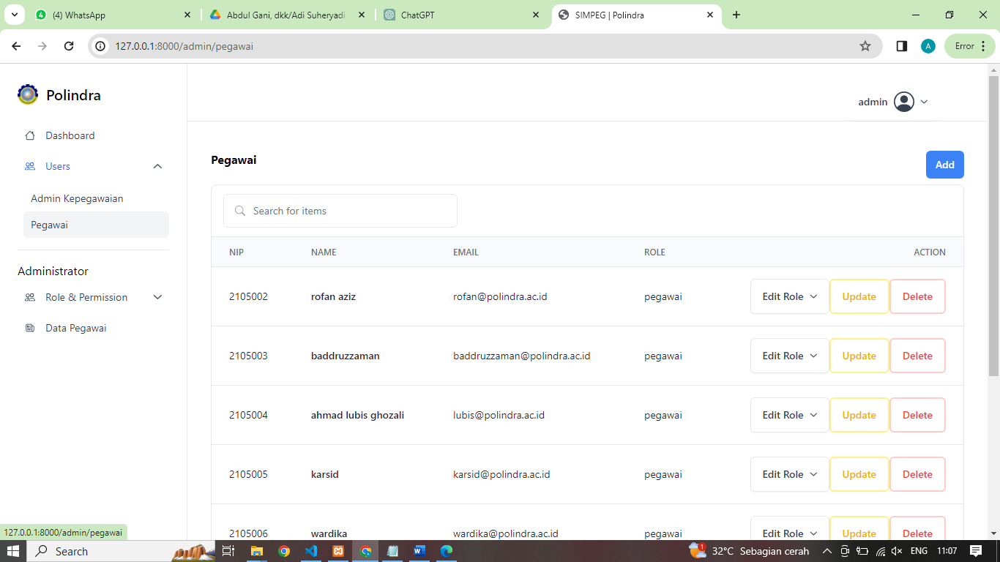 (4) WhatsApp
Abdul Gani, dkk/Adi Suheryadi
ChatGPT
SIMPEG | Polindra
127.0.0.1:8000/admin/pegawai
A
Error
Polindra
admin
Dashboard
Users
Admin Kepegawaian
Pegawai
Administrator
Role & Permission
Data Pegawai
Pegawai
Add
Search for items
NIP NAME EMAIL ROLE ACTION
2105002 rofan aziz rofan@polindra.ac.id pegawai Edit Role Update Delete
2105003 baddruzzaman baddruzzaman@polindra.ac.id pegawai Edit Role Update Delete
2105004 ahmad lubis ghozali lubis@polindra.ac.id pegawai Edit Role Update Delete
2105005 karsid karsid@polindra.ac.id pegawai Edit Role Update Delete
2105006 wardika wardika@polindra.ac.id pegawai Edit Role Update Delete
127.0.0.1:8000/admin/pegawai
Search
1
32°C Sebagian cerah
ENG
11:07